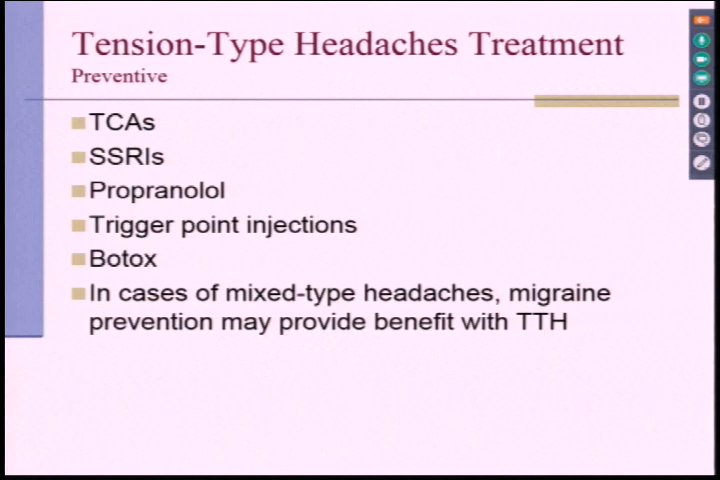 Tension-Type Headaches Treatment
Preventive
TCAs
SSRIs
Propranolol
Trigger point injections
Botox
In cases of mixed-type headaches, migraine
prevention may provide benefit with TTH